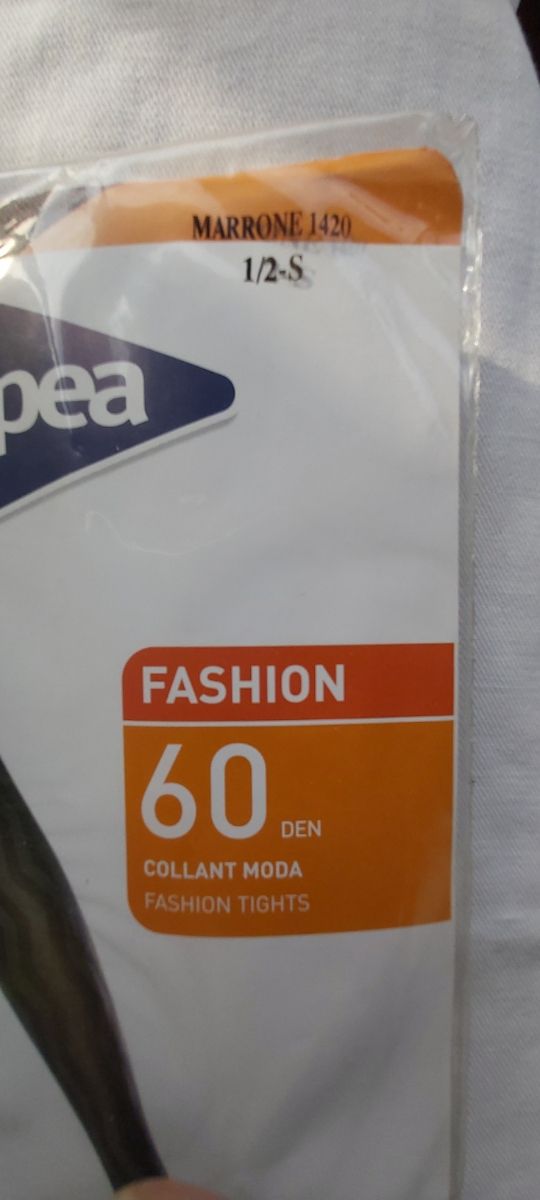 MARRONE 1420
1/2-S
pea
FASHION
60 DEN
COLLANT MODA
FASHION TIGHTS